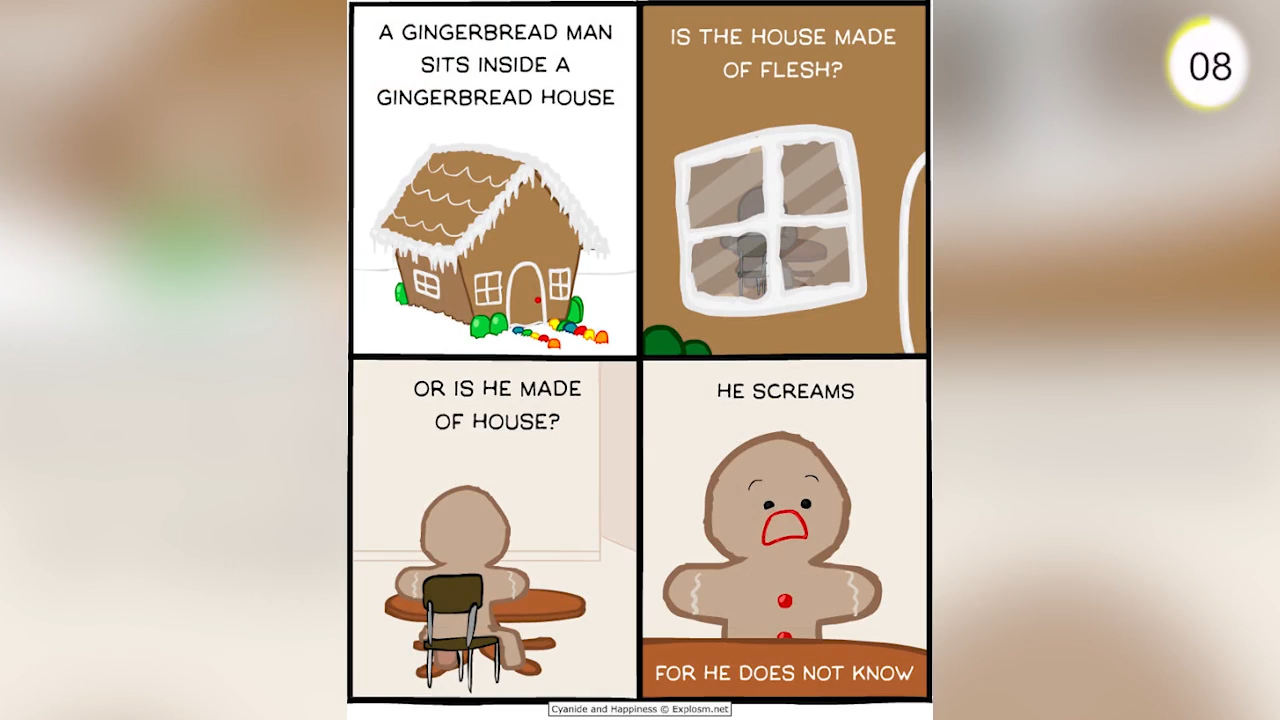 A GINGERBREAD MAN
SITS INSIDE A
GINGERBREAD HOUSE
IS THE HOUSE MADE
OF FLESH?
08
OR IS HE MADE
OF HOUSE?
HE SCREAMS
FOR HE DOES NOT KNOW
Cyanide and Happiness © Explosm.net